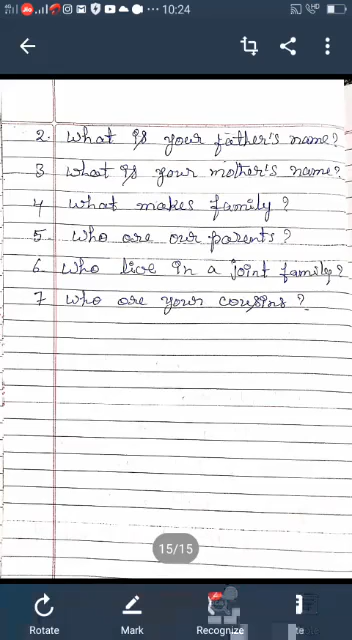 10:24
2. What is your father's name?
3 What is your mother's name?
4 What makes family?
5. Who are our parents?
6. Who live in a joint family?
7 Who are your cousins?
15/15
Rotate
Mark
Recognize